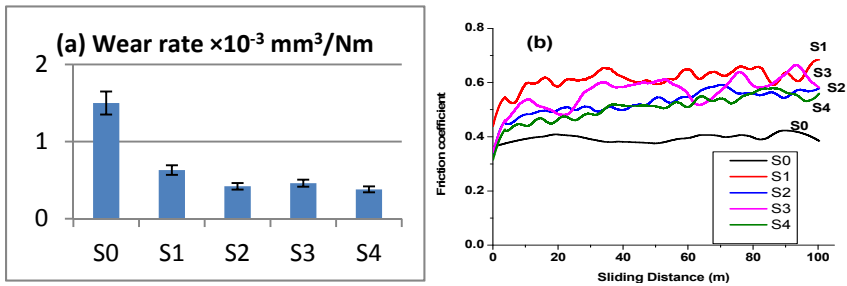 (a) Wear rate ×10⁻³ mm³/Nm
2
1
0
S0 S1 S2 S3 S4
(b)
0.8
0.6
0.4
0.2
0.0
Friction coefficient
S1
S3
S2
S4
S0
S0
S1
S2
S3
S4
0 20 40 60 80 100
Sliding Distance (m)